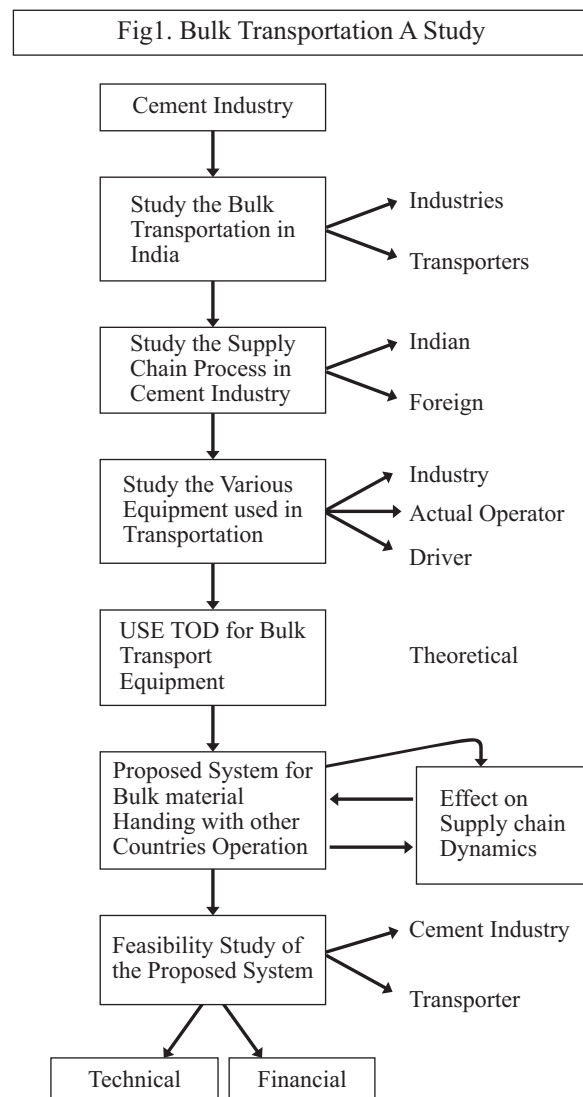 Fig1. Bulk Transportation A Study
Cement Industry
Study the Bulk
Transportation in
India
Industries
Transporters
Study the Supply
Chain Process in
Cement Industry
Indian
Foreign
Study the Various
Equipment used in
Transportation
Industry
Actual Operator
Driver
USE TOD for Bulk
Transport
Equipment
Theoretical
Proposed System for
Bulk material
Handing with other
Countries Operation
Effect on
Supply chain
Dynamics
Feasibility Study of
the Proposed System
Cement Industry
Transporter
Technical
Financial